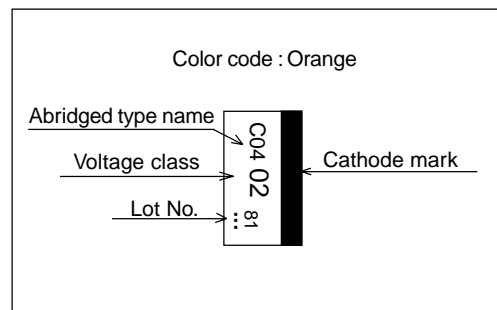 Color code : Orange
Abridged type name
Voltage class
Lot No.
C04 02 81
...
Cathode mark